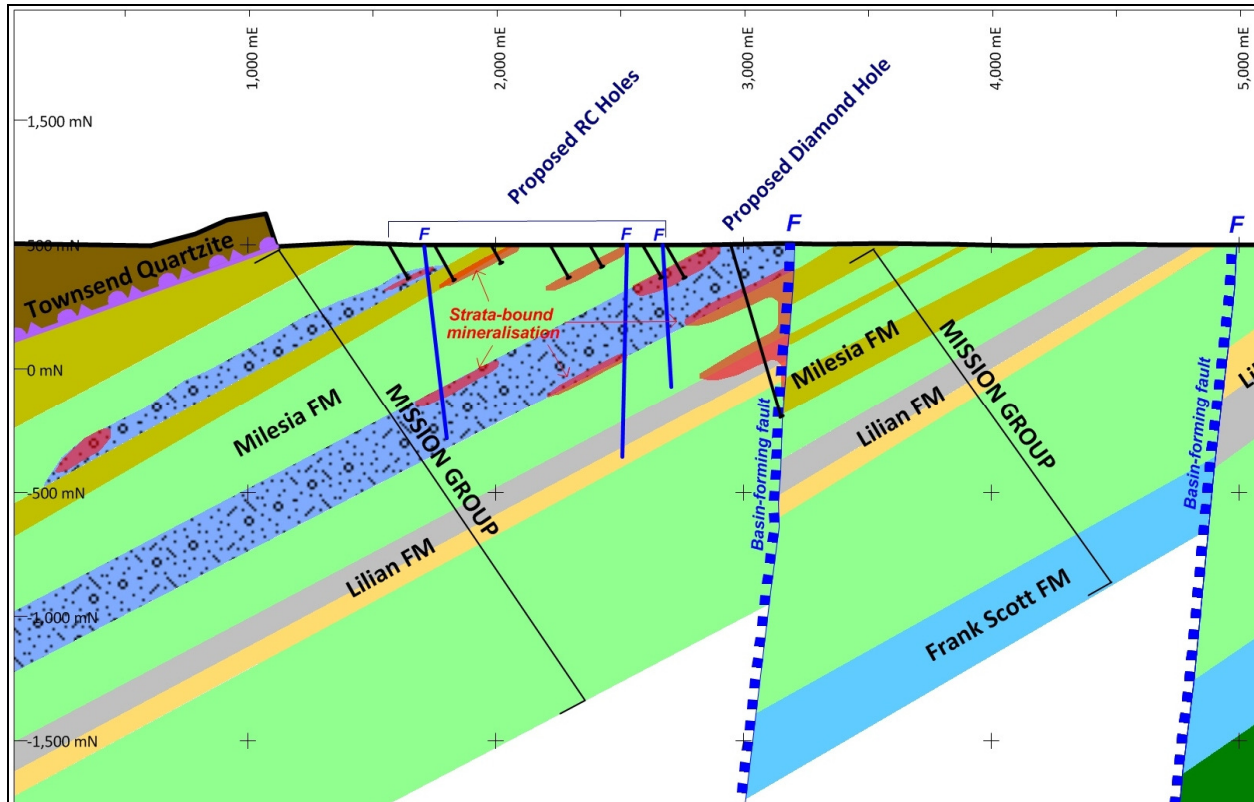 1,000 mE
2,000 mE
3,000 mE
4,000 mE
5,000 mE
1,500 mN
Proposed RC Holes
Proposed Diamond Hole
500 mN
Townsend Quartzite
F
F
F
F
F
Strata-bound
mineralisation
0 mN
Milesia FM
MISSION GROUP
Milesia FM
Lilian FM
MISSION GROUP
Li
Basin-forming fault
Basin-forming fault
-500 mN
Lilian FM
-1,000 mN
Frank Scott FM
-1,500 mN